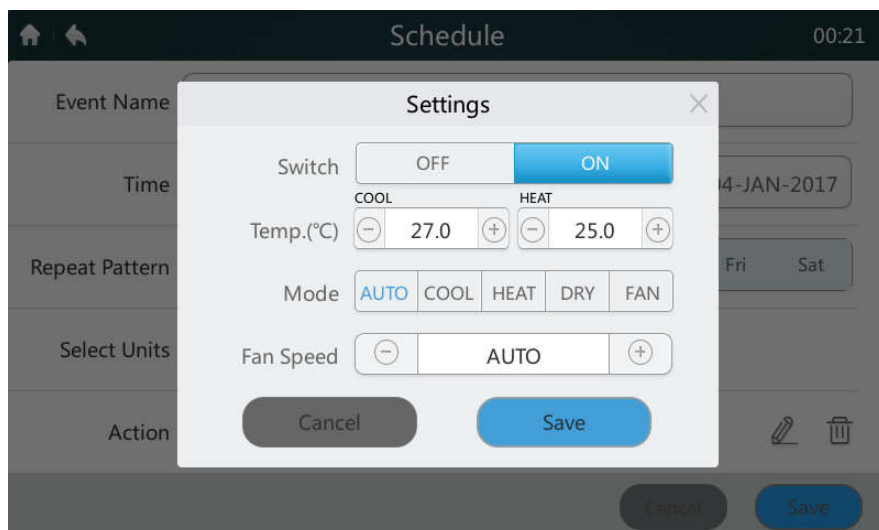 Schedule 00:21
Event Name
Settings
Switch OFF ON
Time
04-JAN-2017
COOL HEAT
Temp.(°C) 27.0 25.0
Repeat Pattern
Fri Sat
Mode AUTO COOL HEAT DRY FAN
Select Units
Fan Speed AUTO
Cancel Save
Action
Cancel Save